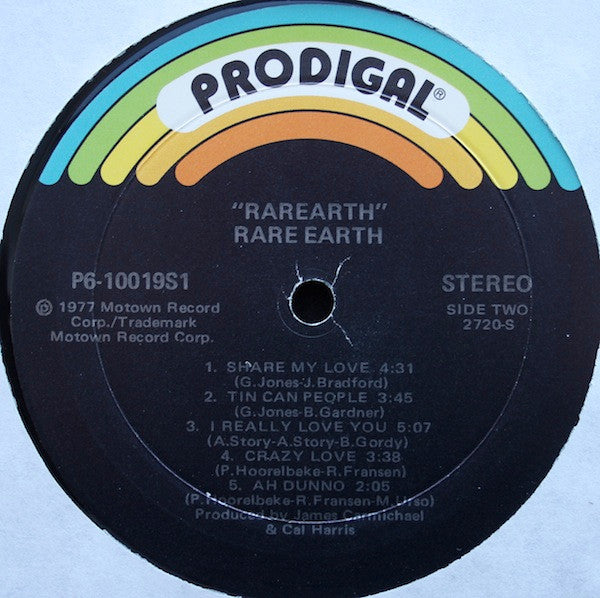 PRODIGAL®
"RAREARTH"
RARE EARTH
P6-10019S1
℗ 1977 Motown Record
Corp./Trademark
Motown Record Corp.
STEREO
SIDE TWO
2720-S
1. SHARE MY LOVE 4:31
(G. Jones-J. Bradford)
2. TIN CAN PEOPLE 3:45
(G. Jones-B. Gardner)
3. I REALLY LOVE YOU 5:07
(A. Story-A. Story-B. Gordy)
4. CRAZY LOVE 3:38
(P. Hoorelbeke-R. Fransen)
5. AH DUNNO 2:05
(P. Hoorelbeke-R. Fransen-M. Urso)
Produced by James Carmichael
& Cal Harris